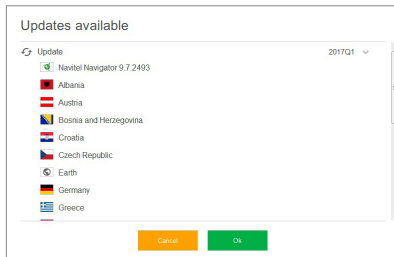 Updates available
Update 2017Q1
Navitel Navigator 9.7.2493
Albania
Austria
Bosnia and Herzegovina
Croatia
Czech Republic
Earth
Germany
Greece
Cancel Ok